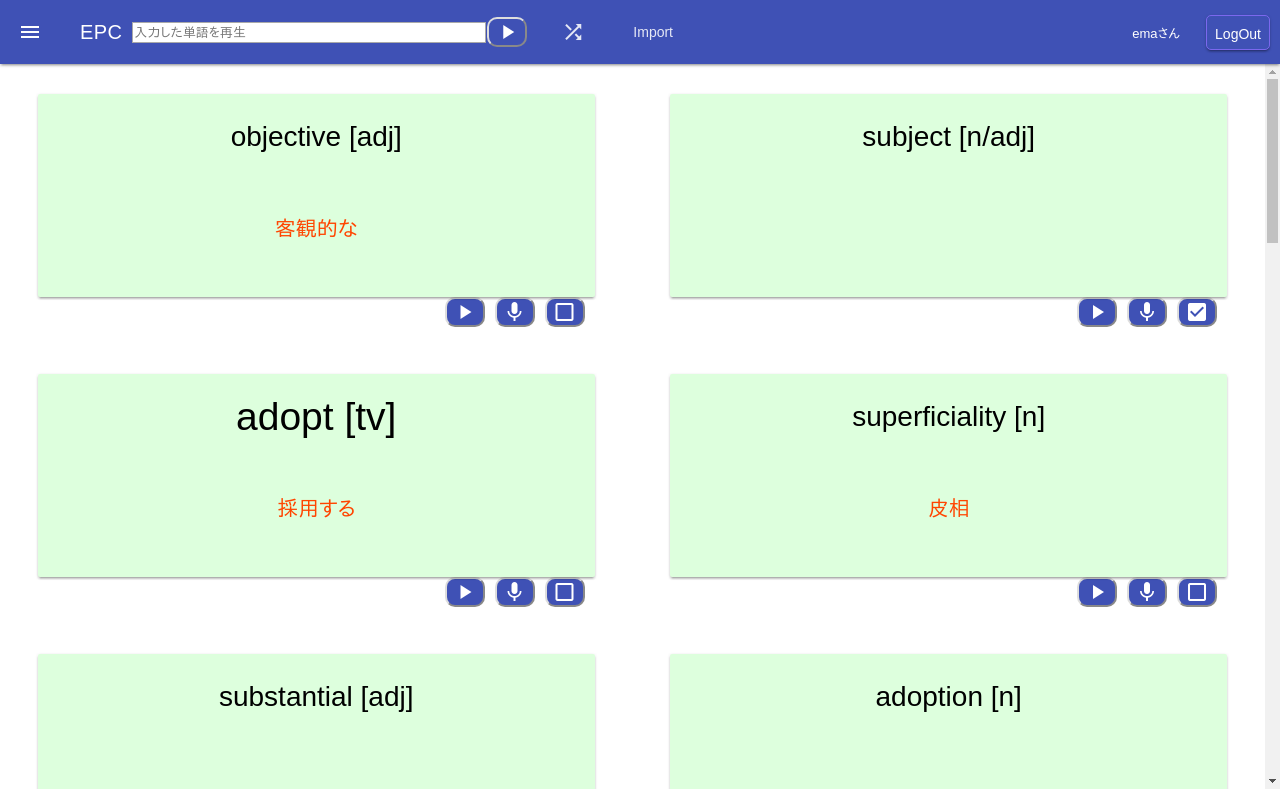 EPC
入力した単語を再生
Import
emaさん
LogOut
objective [adj]
客観的な
subject [n/adj]
adopt [tv]
採用する
superficiality [n]
皮相
substantial [adj]
adoption [n]